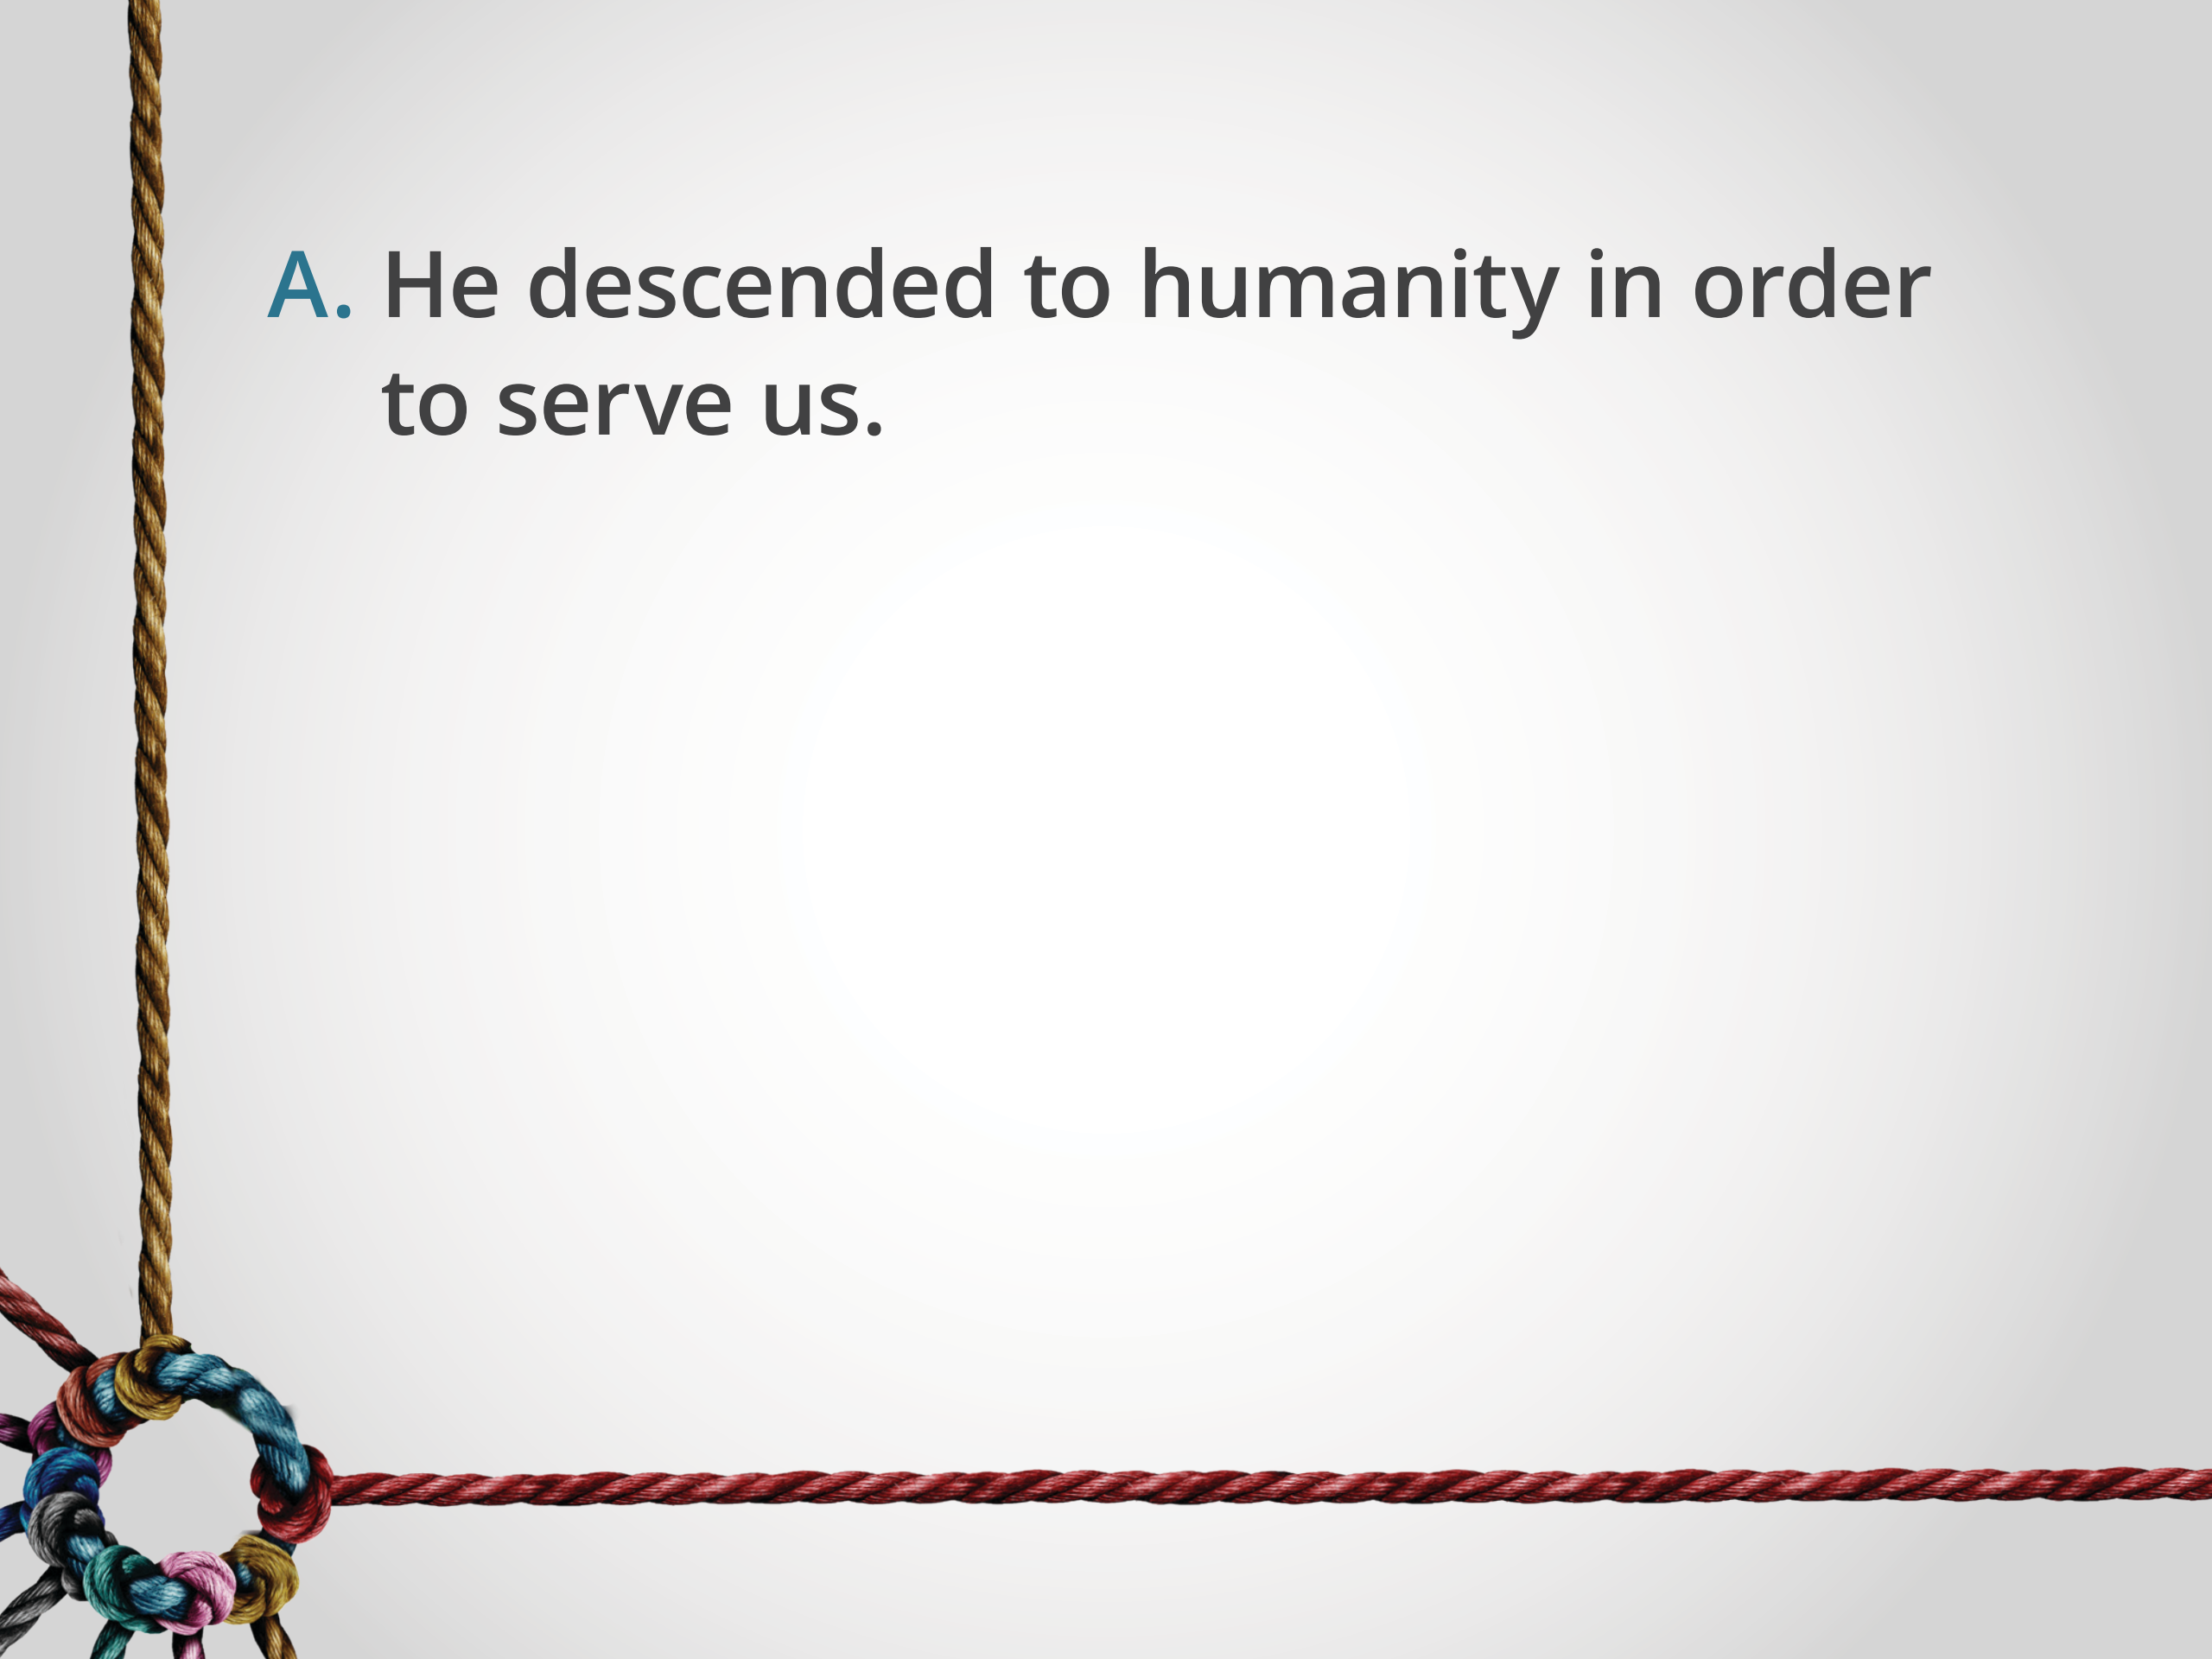 A. He descended to humanity in order
to serve us.